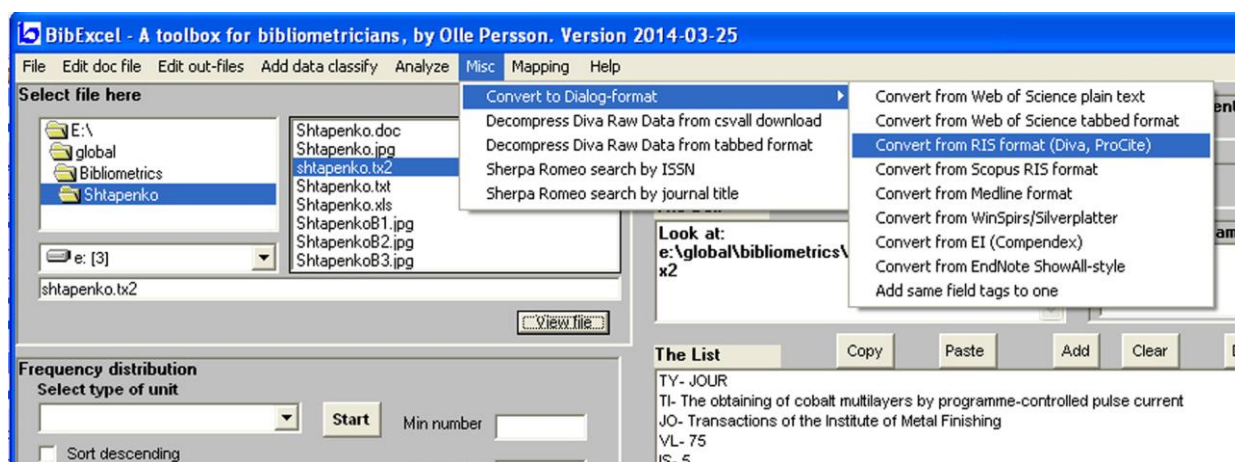 BibExcel - A toolbox for bibliometricians, by Olle Persson. Version 2014-03-25
File Edit doc file Edit out-files Add data classify Analyze Misc Mapping Help
Select file here
E:\
global
Bibliometrics
Shtapenko
e: [3]
shtapenko.tx2
Shtapenko.doc
Shtapenko.jpg
shtapenko.tx2
Shtapenko.txt
Shtapenko.xls
ShtapenkoB1.jpg
ShtapenkoB2.jpg
ShtapenkoB3.jpg
View file
Convert to Dialog-format
Decompress Diva Raw Data from csvall download
Decompress Diva Raw Data from tabbed format
Sherpa Romeo search by ISSN
Sherpa Romeo search by journal title
Convert from Web of Science plain text
Convert from Web of Science tabbed format
Convert from RIS format (Diva, ProCite)
Convert from Scopus RIS format
Convert from Medline format
Convert from WinSpirs/Silverplatter
Convert from EI (Compendex)
Convert from EndNote ShowAll-style
Add same field tags to one
Look at:
e:\global\bibliometrics\
x2
Frequency distribution
Select type of unit
Start
Min number
Sort descending
The List
Copy Paste Add Clear
TY- JOUR
TI- The obtaining of cobalt multilayers by programme-controlled pulse current
JO- Transactions of the Institute of Metal Finishing
VL- 75
IS- 5